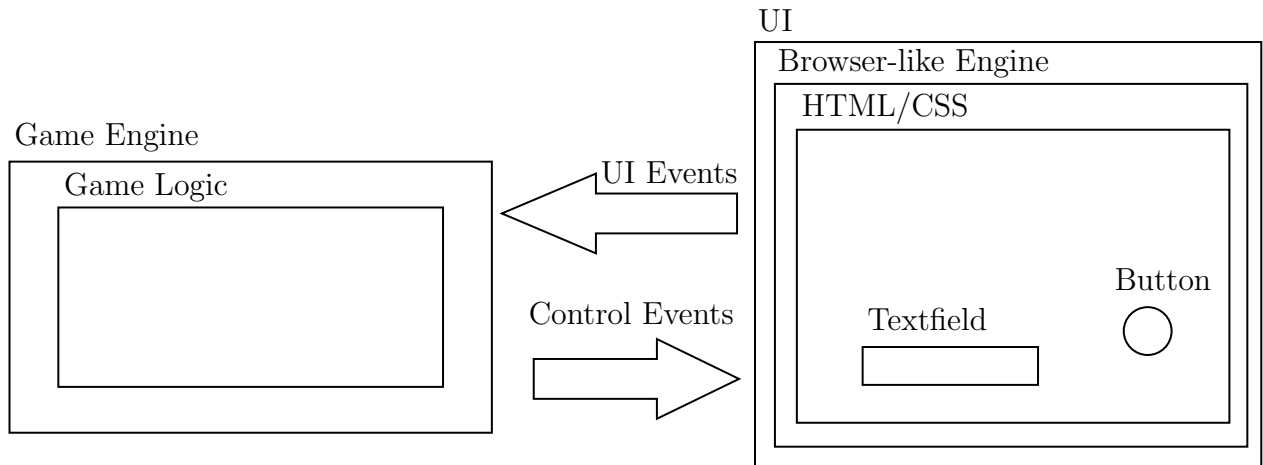 UI
Browser-like Engine
HTML/CSS
Game Engine
Game Logic
UI Events
Control Events
Button
Textfield